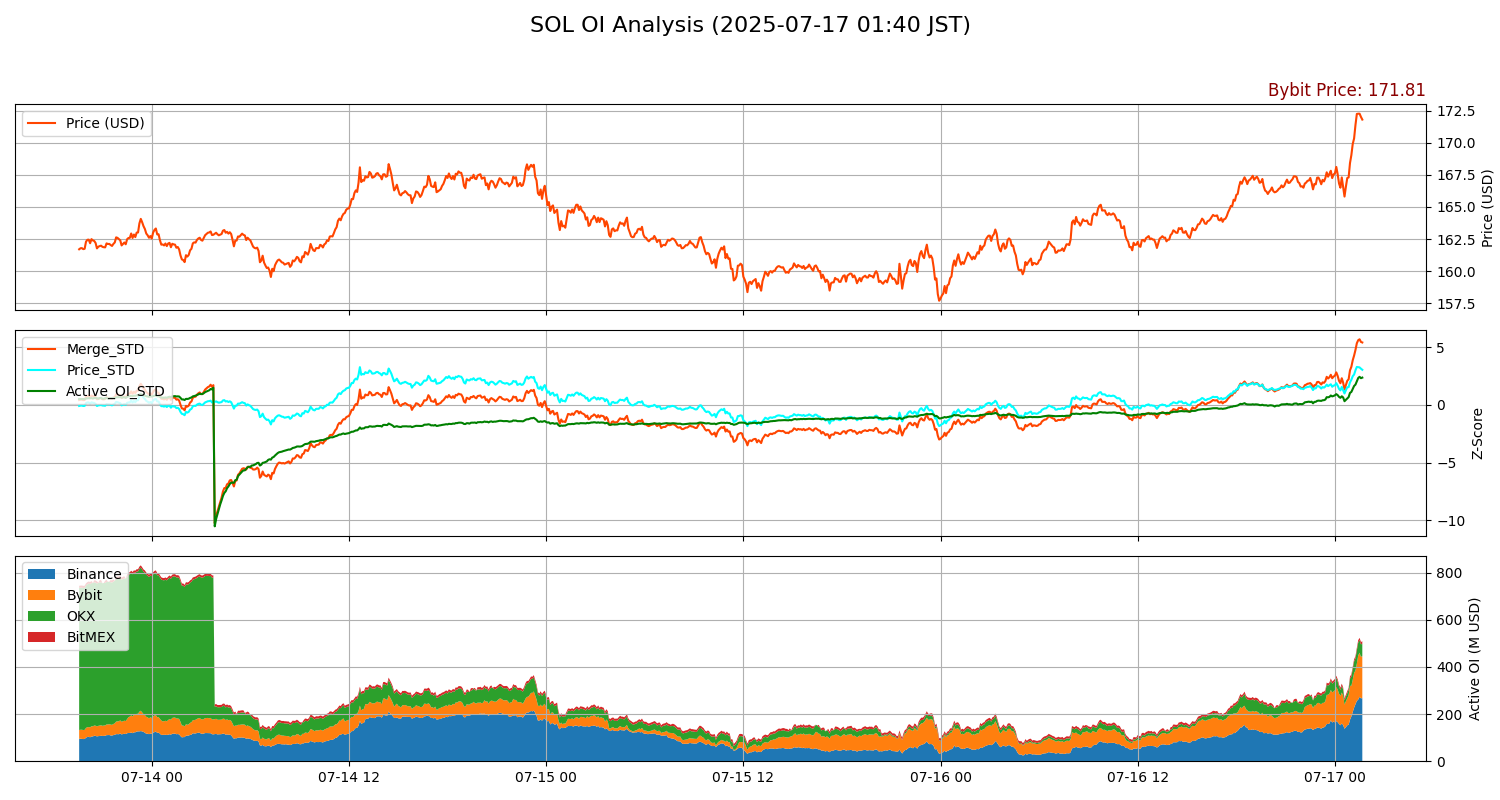 SOL OI Analysis (2025-07-17 01:40 JST)
Bybit Price: 171.81
Price (USD)
172.5
170.0
167.5
165.0
162.5
160.0
157.5
Price (USD)
Merge_STD
Price_STD
Active_OI_STD
5
0
−5
−10
Z-Score
Binance
Bybit
OKX
BitMEX
800
600
400
200
0
Active OI (M USD)
07-14 00
07-14 12
07-15 00
07-15 12
07-16 00
07-16 12
07-17 00